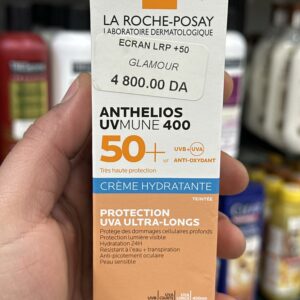 LA ROCHE-POSAY
LABORATOIRE DERMATOLOGIQUE
ECRAN LRP +50
GLAMOUR
4 800.00 DA
ANTHELIOS
UVMUNE 400
50+
UVB+UVA
ANTI-OXYDANT
Très haute protection
CRÈME HYDRATANTE
TEINTÉE
PROTECTION
UVA ULTRA-LONGS
Protège des dommages cellulaires profonds
Protection lumière visible
Hydratation 24H
Resistant à l'eau + transpiration
Anti-picotement oculaire
Peau sensible